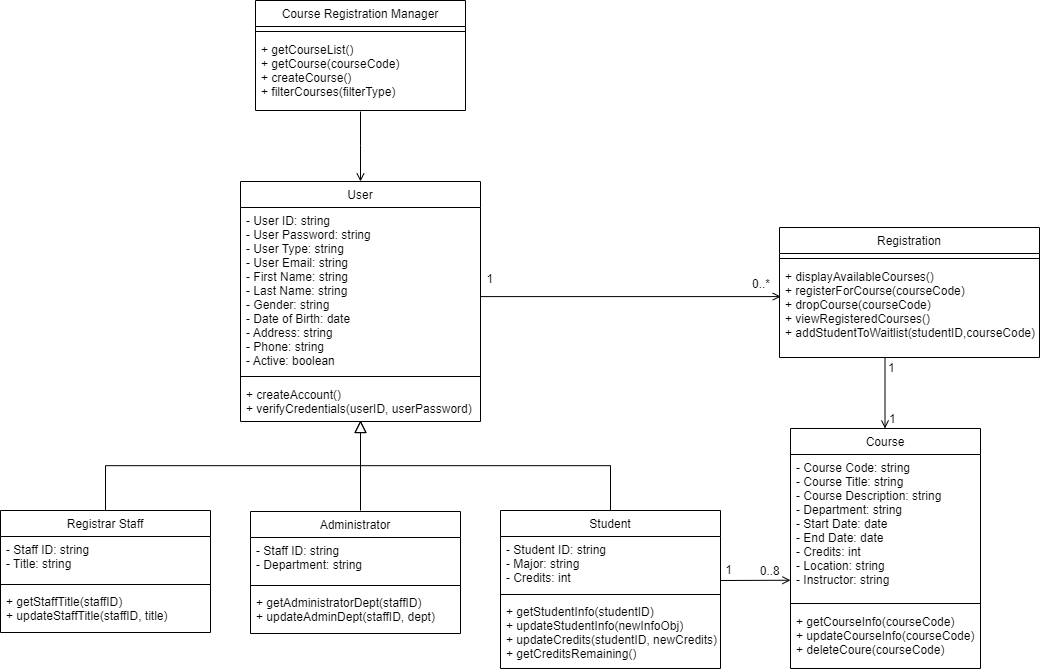 Course Registration Manager
+ getCourseList()
+ getCourse(courseCode)
+ createCourse()
+ filterCourses(filterType)
User
- User ID: string
- User Password: string
- User Type: string
- User Email: string
- First Name: string
- Last Name: string
- Gender: string
- Date of Birth: date
- Address: string
- Phone: string
- Active: boolean
+ createAccount()
+ verifyCredentials(userID, userPassword)
1
0..*
Registration
+ displayAvailableCourses()
+ registerForCourse(courseCode)
+ dropCourse(courseCode)
+ viewRegisteredCourses()
+ addStudentToWaitlist(studentID,courseCode)
1
1
Registrar Staff
- Staff ID: string
- Title: string
+ getStaffTitle(staffID)
+ updateStaffTitle(staffID, title)
Administrator
- Staff ID: string
- Department: string
+ getAdministratorDept(staffID)
+ updateAdminDept(staffID, dept)
Student
- Student ID: string
- Major: string
- Credits: int
+ getStudentInfo(studentID)
+ updateStudentInfo(newInfoObj)
+ updateCredits(studentID, newCredits)
+ getCreditsRemaining()
1
0..8
Course
- Course Code: string
- Course Title: string
- Course Description: string
- Department: string
- Start Date: date
- End Date: date
- Credits: int
- Location: string
- Instructor: string
+ getCourseInfo(courseCode)
+ updateCourseInfo(courseCode)
+ deleteCoure(courseCode)